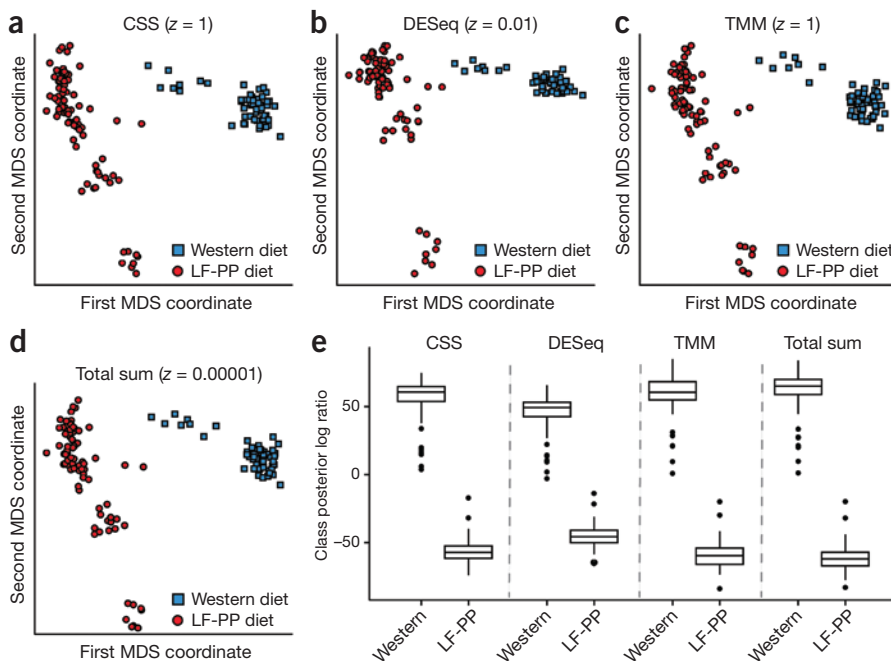 a
CSS (z = 1)
Second MDS coordinate
Western diet
LF-PP diet
First MDS coordinate
b
DESeq (z = 0.01)
Second MDS coordinate
Western diet
LF-PP diet
First MDS coordinate
c
TMM (z = 1)
Second MDS coordinate
Western diet
LF-PP diet
First MDS coordinate
d
Total sum (z = 0.00001)
Second MDS coordinate
Western diet
LF-PP diet
First MDS coordinate
e
CSS DESeq TMM Total sum
Class posterior log ratio
50
0
−50
Western LF-PP Western LF-PP Western LF-PP Western LF-PP